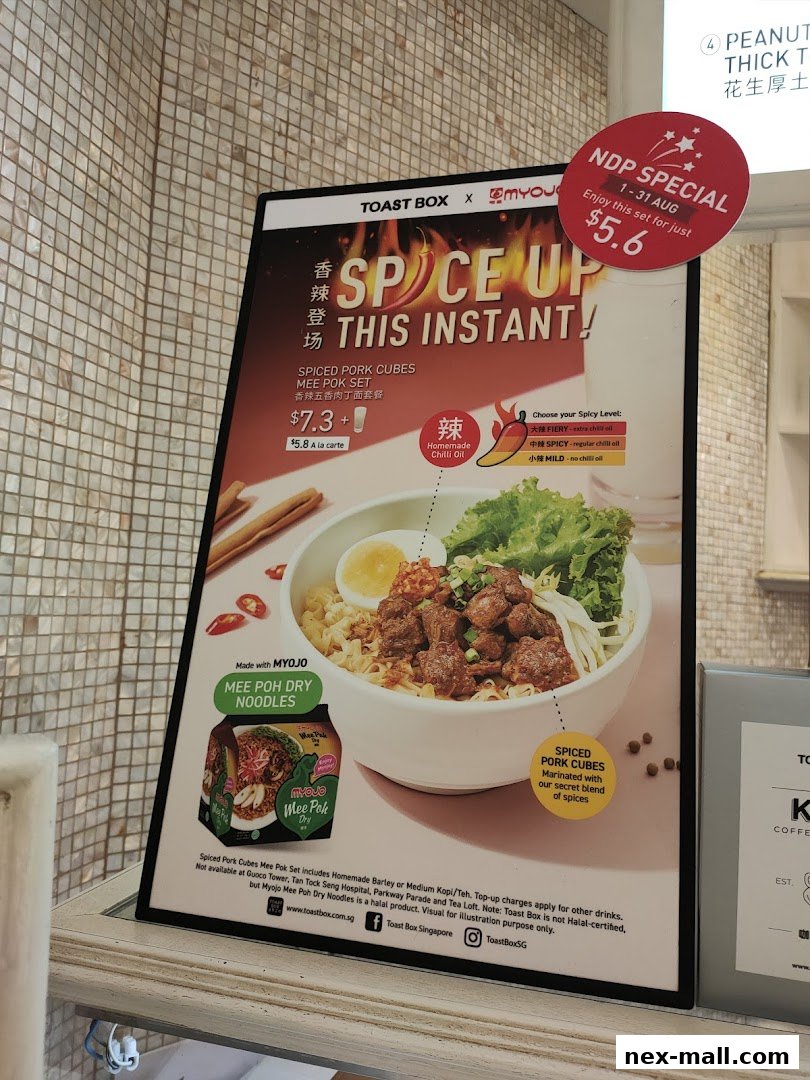 4 PEANUT
THICK T
花生厚土
NDP SPECIAL
1 - 31 AUG
Enjoy this set for just
$5.6
TOAST BOX x MYOJO
香辣登场
SPICE UP
THIS INSTANT!
SPICED PORK CUBES
MEE POK SET
香辣五香肉丁面套餐
$7.3 +
$5.8 A la carte
辣
Homemade
Chilli Oil
Choose your Spicy Level:
大辣 FIERY - extra chilli oil
中辣 SPICY - regular chilli oil
小辣 MILD - no chilli oil
Made with MYOJO
MEE POH DRY
NOODLES
Mee Pok
Dry
MYOJO
Mee Pok
Dry
SPICED
PORK CUBES
Marinated with
our secret blend
of spices
Spiced Pork Cubes Mee Pok Set includes Homemade Barley or Medium Kopi/Teh. Top-up charges apply for other drinks.
Not available at Guoco Tower, Tan Tock Seng Hospital, Parkway Parade and Tea Loft. Note: Toast Box is not Halal-certified,
but Myojo Mee Poh Dry Noodles is a halal product. Visual for illustration purpose only.
www.toastbox.com.sg
Toast Box Singapore
ToastBoxSG
TO
K
COFFE
EST.
www.
nex-mall.com